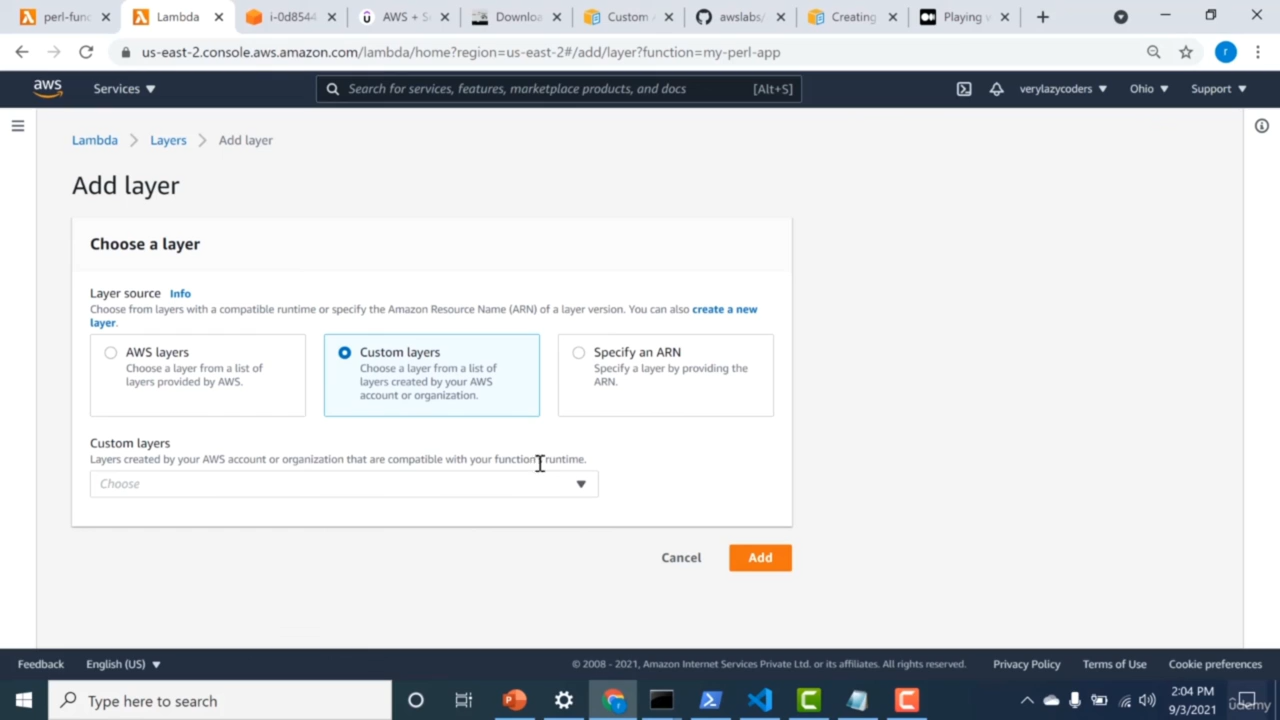 perl-func
Lambda
i-0d8544
AWS + S
Downloa
Custom
awslabs/
Creating
Playing
us-east-2.console.aws.amazon.com/lambda/home?region=us-east-2#/add/layer?function=my-perl-app
r
aws
Services
Search for services, features, marketplace products, and docs
[Alt+S]
verylazycoders
Ohio
Support
Lambda
Layers
Add layer
Add layer
Choose a layer
Layer source Info
Choose from layers with a compatible runtime or specify the Amazon Resource Name (ARN) of a layer version. You can also create a new
layer.
AWS layers
Choose a layer from a list of
layers provided by AWS.
Custom layers
Choose a layer from a list of
layers created by your AWS
account or organization.
Specify an ARN
Specify a layer by providing the
ARN.
Custom layers
Layers created by your AWS account or organization that are compatible with your function's runtime.
Choose
Cancel
Add
Feedback
English (US)
© 2008 - 2021, Amazon Internet Services Private Ltd. or its affiliates. All rights reserved.
Privacy Policy
Terms of Use
Cookie preferences
Type here to search
2:04 PM
9/3/2021
udemy